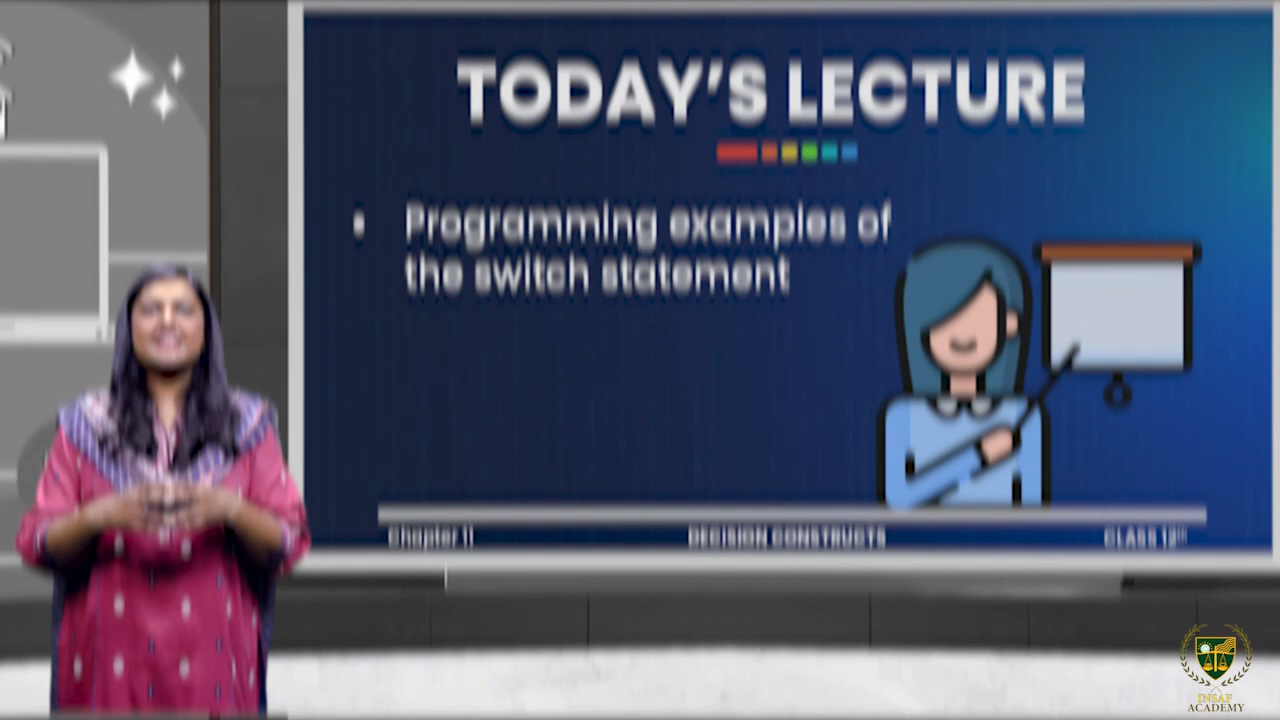 TODAY'S LECTURE
• Programming examples of
the switch statement
Chapter 11
DECISION CONSTRUCTS
CLASS 12th
INSAF
ACADEMY